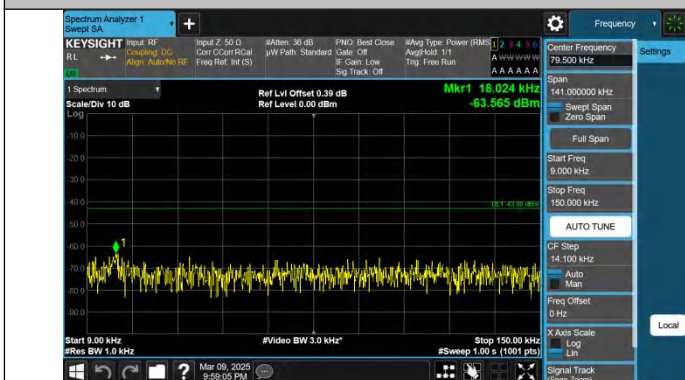 Spectrum Analyzer 1
Swept SA
Frequency
KEYSIGHT
RL
Input: RF
Coupling: DC
Align: Auto/No RF
Input Z: 50 Ω
Corr CCorr RCal
Freq Ref: Int (S)
#Atten: 36 dB
µW Path: Standard
PNO: Best Close
Gate: Off
IF Gain: Low
Sig Track: Off
#Avg Type: Power (RMS
Avg|Hold: 1/1
Trig: Free Run
1 2 3 4 5 6
A W W W W W
A A A A A A
Center Frequency
79.500 kHz
Settings
Span
141.000000 kHz
Swept Span
Zero Span
Full Span
Start Freq
9.000 kHz
Stop Freq
150.000 kHz
AUTO TUNE
CF Step
14.100 kHz
Auto
Man
Freq Offset
0 Hz
X Axis Scale
Log
Lin
Signal Track
(Span Zoom)
Local
1 Spectrum
Scale/Div 10 dB
Log
Ref Lvl Offset 0.39 dB
Ref Level 0.00 dBm
Mkr1 18.024 kHz
-63.565 dBm
-10.0
-20.0
-30.0
-40.0
-50.0
-60.0
-70.0
-80.0
-90.0
DL1 -43.00 dBm
1
Start 9.00 kHz
#Res BW 1.0 kHz
#Video BW 3.0 kHz*
Stop 150.00 kHz
#Sweep 1.00 s (1001 pts)
?
Mar 09, 2025
9:59:05 PM